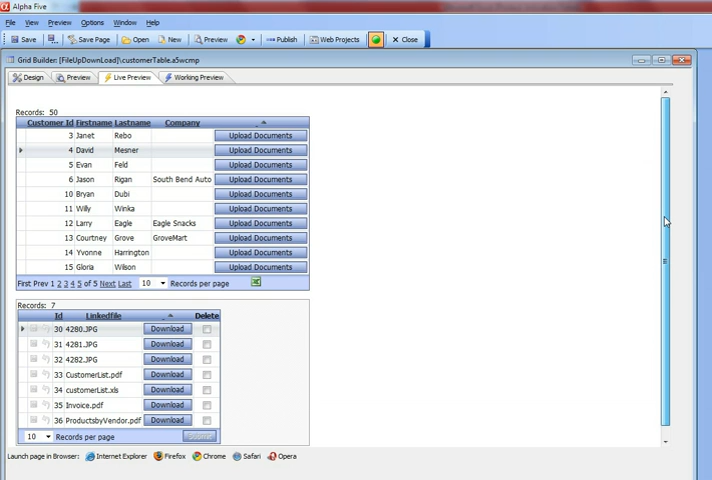 Alpha Five
File View Preview Options Window Help
Save Save Page Open New Preview Publish Web Projects Close
Grid Builder: [FileUpDownLoad]\customerTable.a5wcmp
Design Preview Live Preview Working Preview
Records: 50
Customer Id Firstname Lastname Company
3 Janet Rebo Upload Documents
4 David Mesner Upload Documents
5 Evan Feld Upload Documents
6 Jason Rigan South Bend Auto Upload Documents
10 Bryan Dubi Upload Documents
11 Willy Winka Upload Documents
12 Larry Eagle Eagle Snacks Upload Documents
13 Courtney Grove GroveMart Upload Documents
14 Yvonne Harrington Upload Documents
15 Gloria Wilson Upload Documents
First Prev 1 2 3 4 5 of 5 Next Last 10 Records per page
Records: 7
Id Linkedfile Delete
30 4280.JPG Download
31 4281.JPG Download
32 4282.JPG Download
33 CustomerList.pdf Download
34 customerList.xls Download
35 Invoice.pdf Download
36 ProductsbyVendor.pdf Download
10 Records per page Submit
Launch page in Browser: Internet Explorer Firefox Chrome Safari Opera